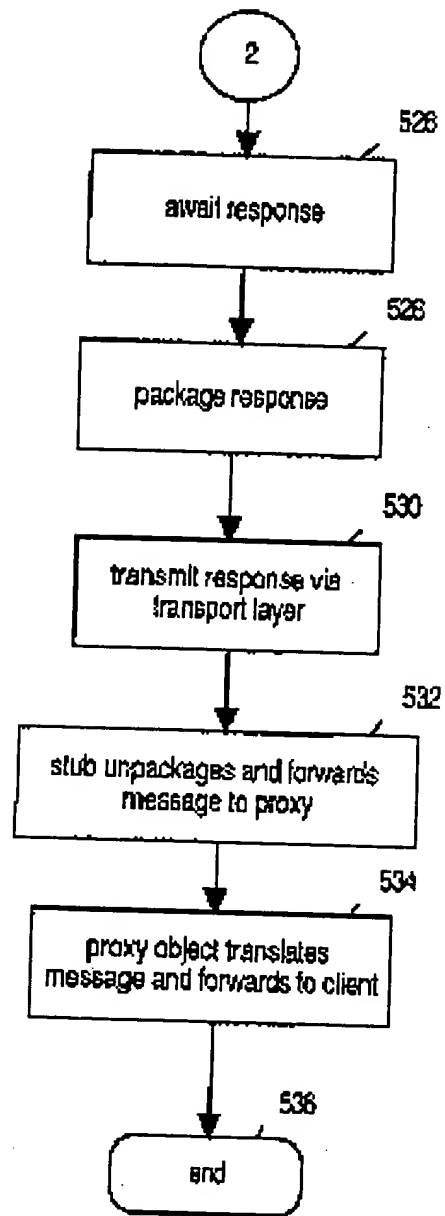 2
526
await response
528
package response
530
transmit response via
transport layer
532
stub unpackages and forwards
message to proxy
534
proxy object translates
message and forwards to client
536
end